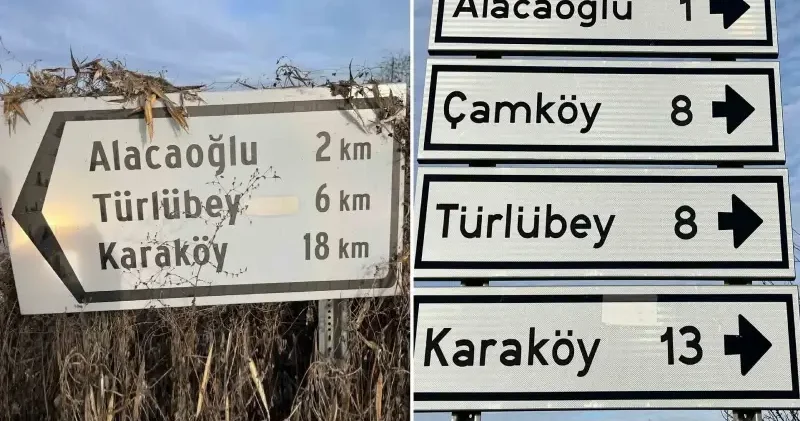 Alacaoğlu 2 km
Türlübey 6 km
Karaköy 18 km
Alacaoğlu 1
Çamköy 8
Türlübey 8
Karaköy 13